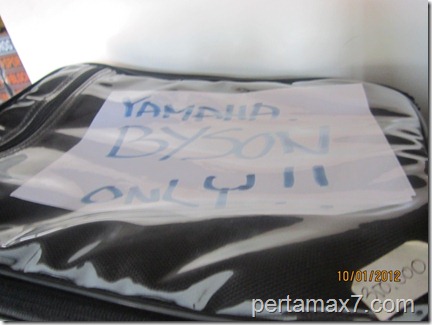 YAMAHA
BYSON
ONLY!!
10/01/2012
pertamax7.com